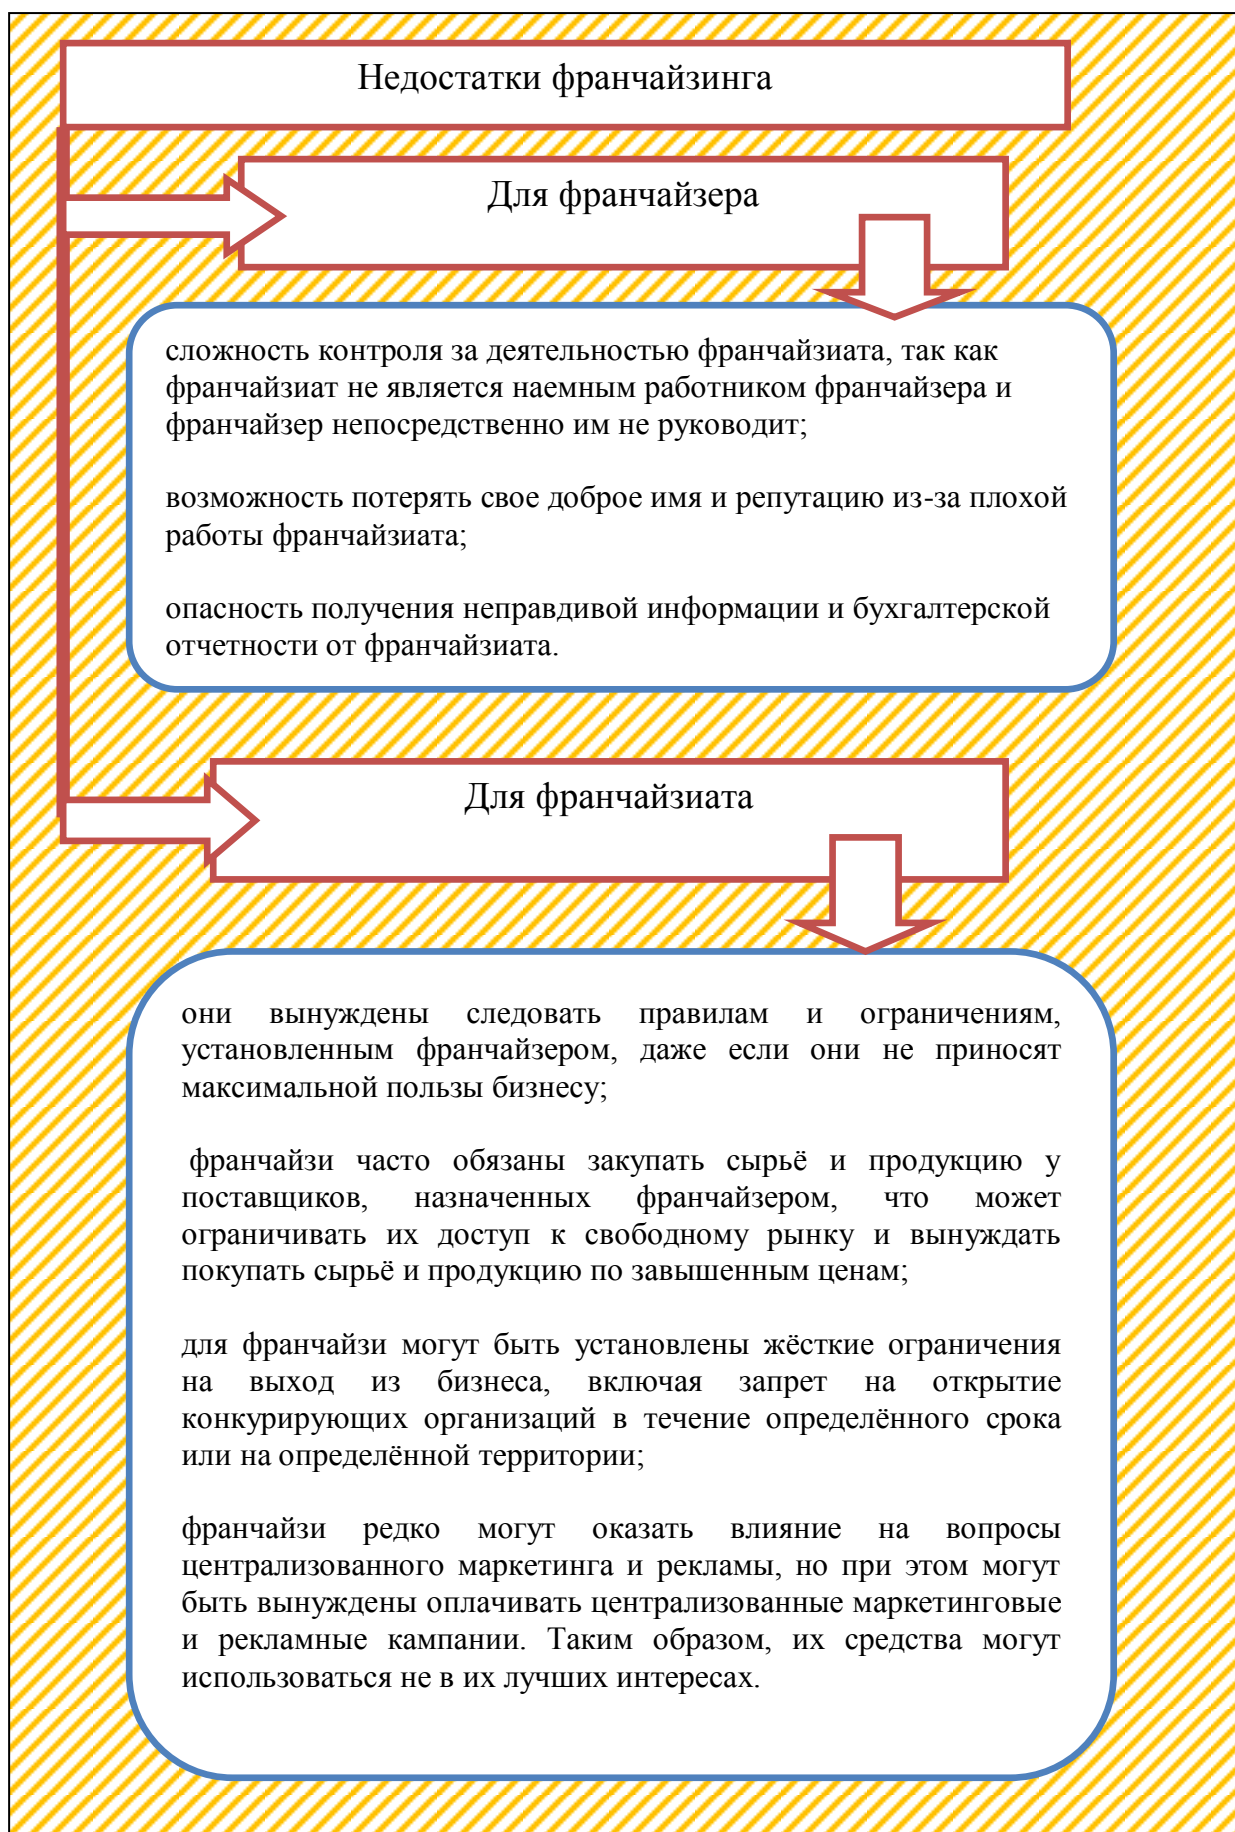 Недостатки франчайзинга
Для франчайзера
сложность контроля за деятельностью франчайзиата, так как
франчайзиат не является наемным работником франчайзера и
франчайзер непосредственно им не руководит;
возможность потерять свое доброе имя и репутацию из-за плохой
работы франчайзиата;
опасность получения неправдивой информации и бухгалтерской
отчетности от франчайзиата.
Для франчайзиата
они вынуждены следовать правилам и ограничениям,
установленным франчайзером, даже если они не приносят
максимальной пользы бизнесу;
франчайзи часто обязаны закупать сырьё и продукцию у
поставщиков, назначенных франчайзером, что может
ограничивать их доступ к свободному рынку и вынуждать
покупать сырьё и продукцию по завышенным ценам;
для франчайзи могут быть установлены жёсткие ограничения
на выход из бизнеса, включая запрет на открытие
конкурирующих организаций в течение определённого срока
или на определённой территории;
франчайзи редко могут оказать влияние на вопросы
централизованного маркетинга и рекламы, но при этом могут
быть вынуждены оплачивать централизованные маркетинговые
и рекламные кампании. Таким образом, их средства могут
использоваться не в их лучших интересах.